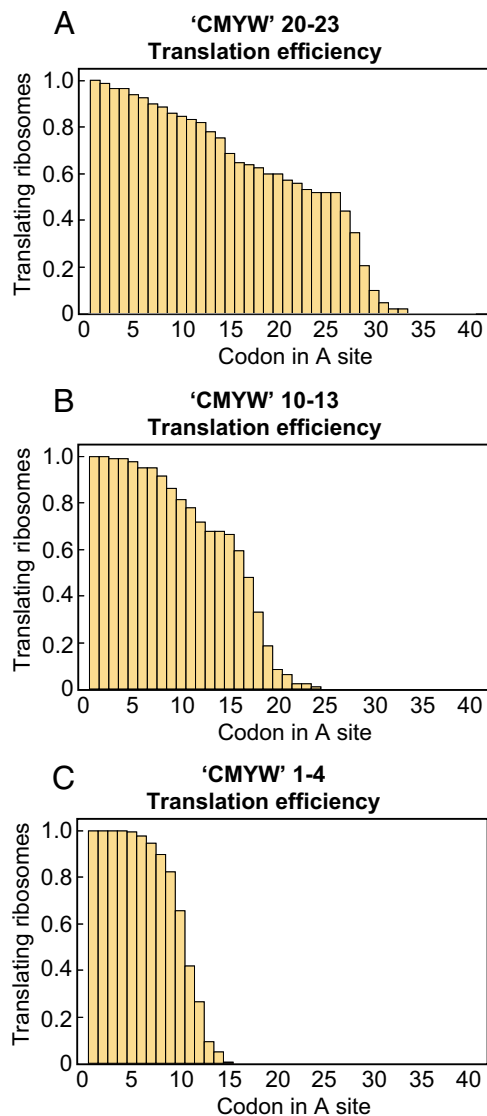 A
‘CMYW’ 20-23
Translation efficiency
Translating ribosomes
1.0
0.8
0.6
0.4
0.2
0
0 5 10 15 20 25 30 35 40
Codon in A site
B
‘CMYW’ 10-13
Translation efficiency
Translating ribosomes
1.0
0.8
0.6
0.4
0.2
0
0 5 10 15 20 25 30 35 40
Codon in A site
C
‘CMYW’ 1-4
Translation efficiency
Translating ribosomes
1.0
0.8
0.6
0.4
0.2
0
0 5 10 15 20 25 30 35 40
Codon in A site